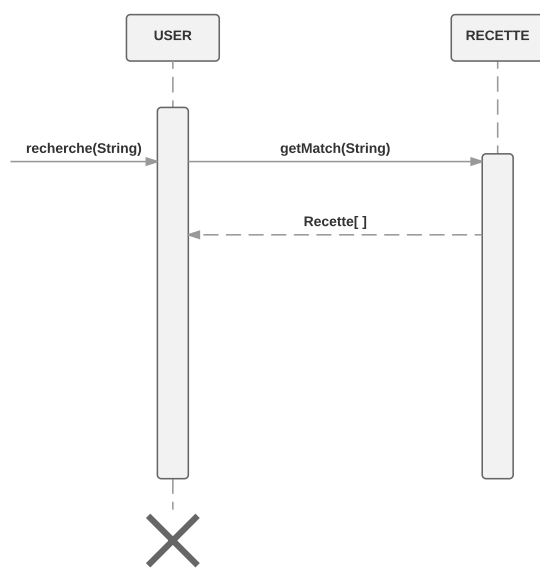 USER
RECETTE
recherche(String)
getMatch(String)
Recette[ ]